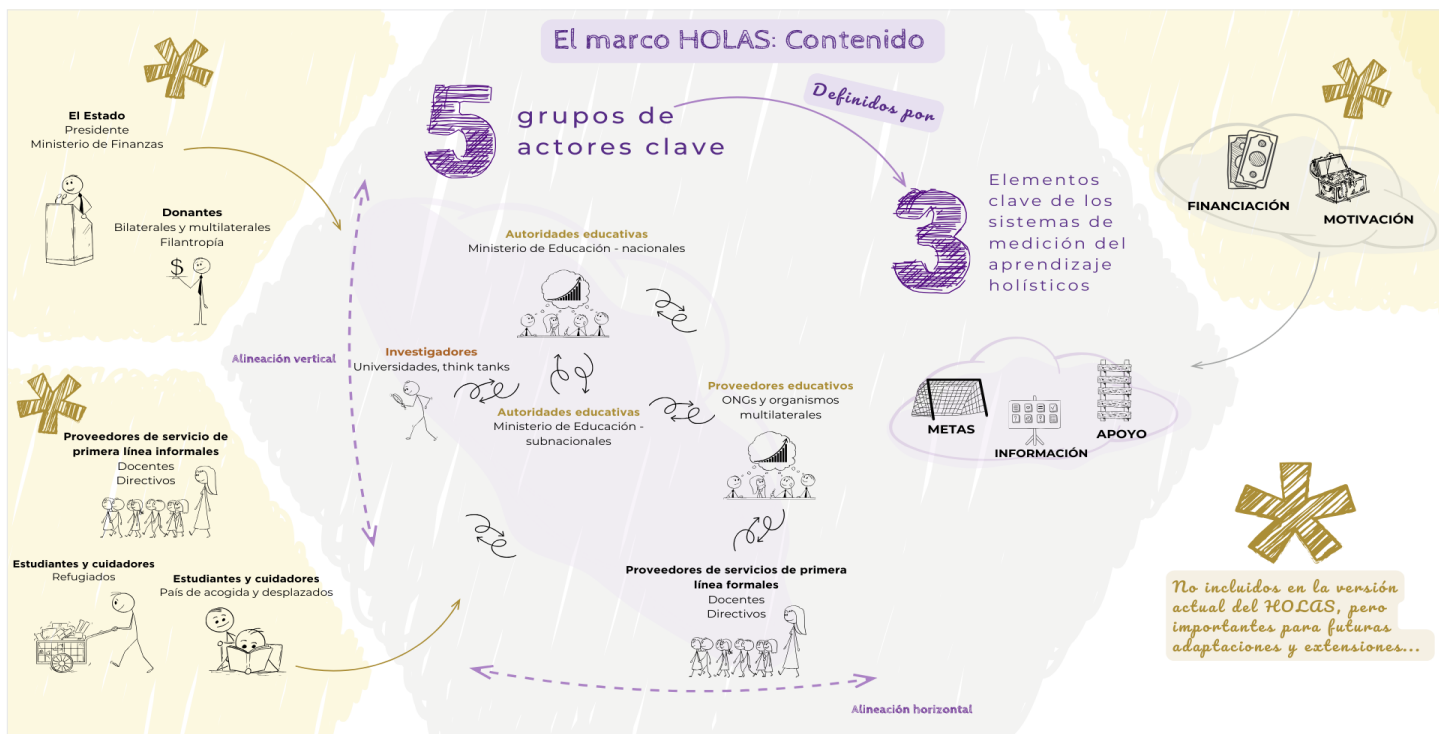 El marco HOLAS: Contenido
5
grupos de
actores clave
Definidos por
3
Elementos
clave de los
sistemas de
medición del
aprendizaje
holísticos
El Estado
Presidente
Ministerio de Finanzas
Donantes
Bilaterales y multilaterales
Filantropía
$
FINANCIACIÓN
MOTIVACIÓN
Autoridades educativas
Ministerio de Educación - nacionales
Alineación vertical
Investigadores
Universidades, think tanks
Autoridades educativas
Ministerio de Educación -
subnacionales
Proveedores educativos
ONGs y organismos
multilaterales
METAS
INFORMACIÓN
APOYO
Proveedores de servicio de
primera línea informales
Docentes
Directivos
Estudiantes y cuidadores
Refugiados
Estudiantes y cuidadores
País de acogida y desplazados
Proveedores de servicios de primera
línea formales
Docentes
Directivos
Alineación horizontal
No incluidos en la versión
actual del HOLAS, pero
importantes para futuras
adaptaciones y extensiones...